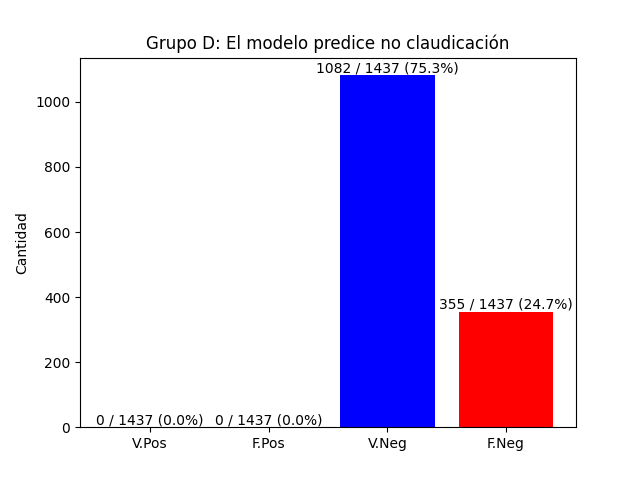 Grupo D: El modelo predice no claudicación
1082 / 1437 (75.3%)
1000
800
600
400
200
0
Cantidad
355 / 1437 (24.7%)
0 / 1437 (0.0%)
0 / 1437 (0.0%)
V.Pos
F.Pos
V.Neg
F.Neg